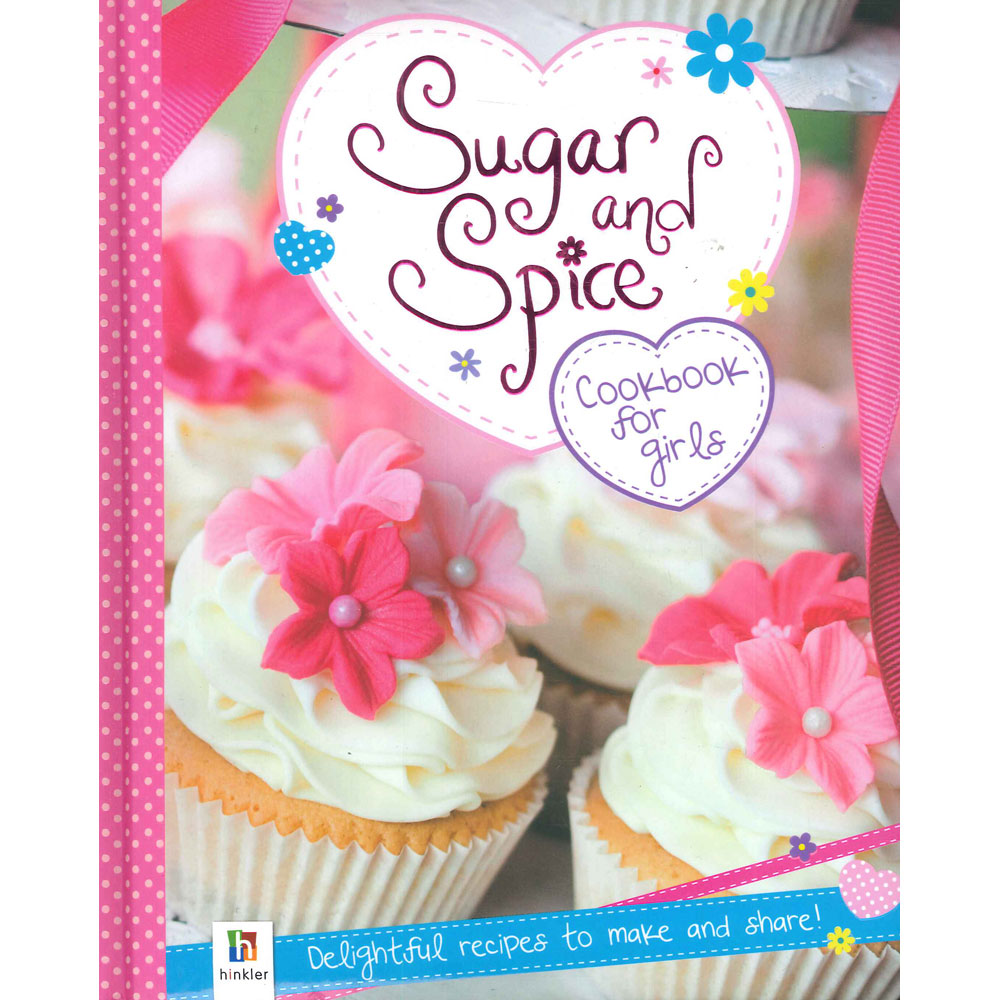 Sugar
and
Spice
Cookbook
for
girls
Delightful recipes to make and share!
hinkler